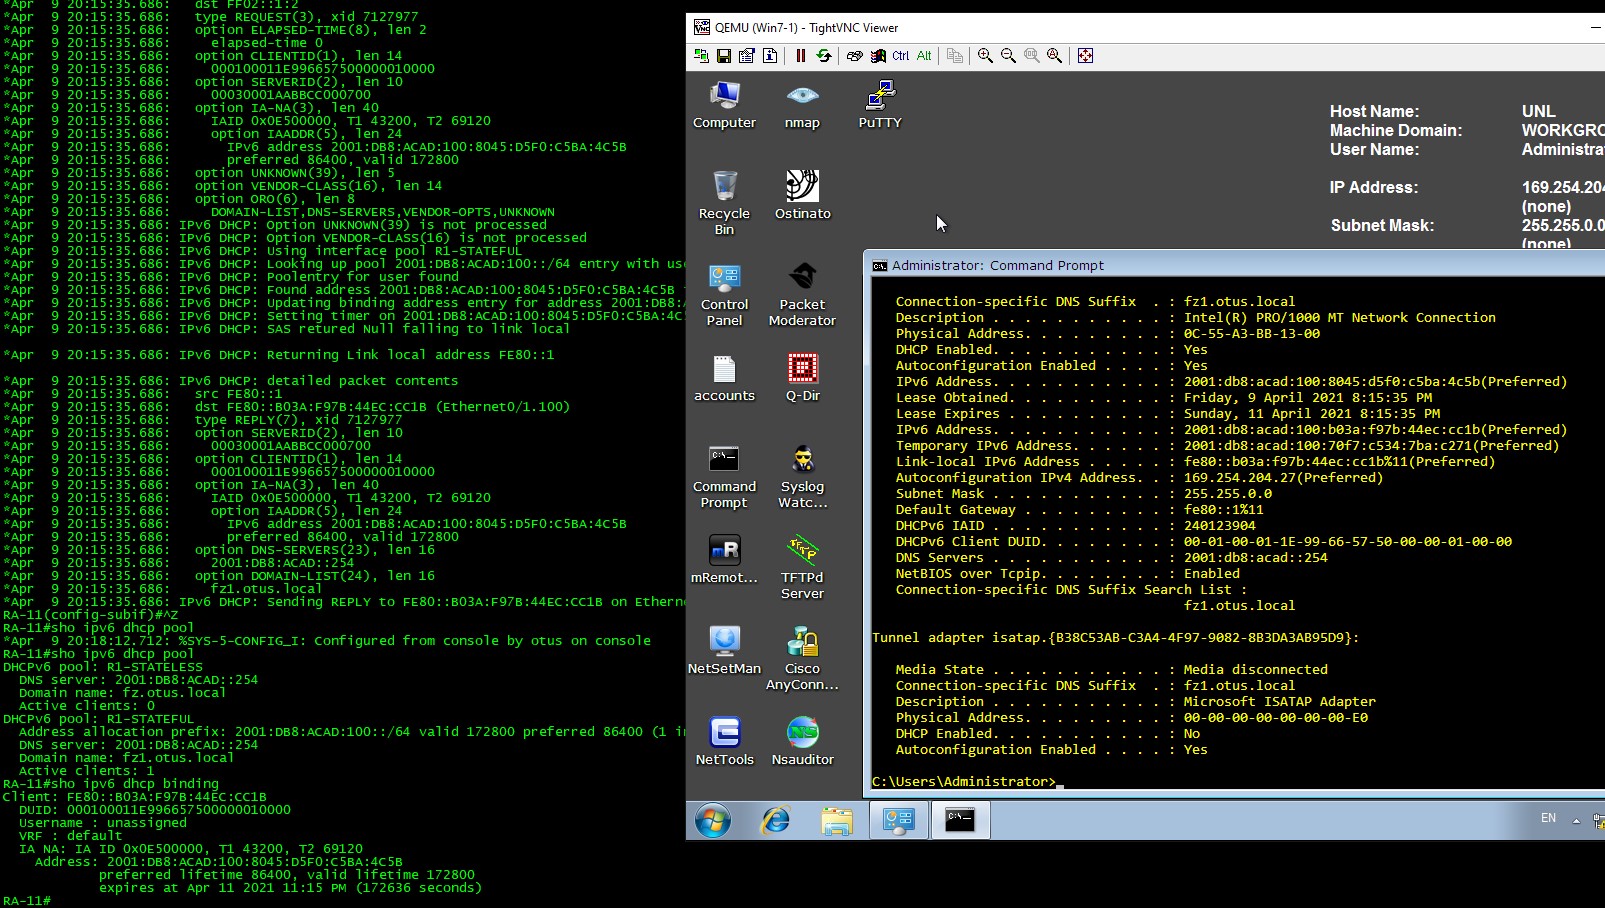 *Apr  9 20:15:35.686:   dst FF02::1:2
*Apr  9 20:15:35.686:   type REQUEST(3), xid 7127977
*Apr  9 20:15:35.686:   option ELAPSED-TIME(8), len 2
*Apr  9 20:15:35.686:     elapsed-time 0
*Apr  9 20:15:35.686:   option CLIENTID(1), len 14
*Apr  9 20:15:35.686:     000100011E996657500000010000
*Apr  9 20:15:35.686:   option SERVERID(2), len 10
*Apr  9 20:15:35.686:     00030001AABBCC000700
*Apr  9 20:15:35.686:   option IA-NA(3), len 40
*Apr  9 20:15:35.686:     IAID 0x0E500000, T1 43200, T2 69120
*Apr  9 20:15:35.686:     option IAADDR(5), len 24
*Apr  9 20:15:35.686:       IPv6 address 2001:DB8:ACAD:100:8045:D5F0:C5BA:4C5B
*Apr  9 20:15:35.686:       preferred 86400, valid 172800
*Apr  9 20:15:35.686:   option UNKNOWN(39), len 5
*Apr  9 20:15:35.686:   option VENDOR-CLASS(16), len 14
*Apr  9 20:15:35.686:   option ORO(6), len 8
*Apr  9 20:15:35.686:     DOMAIN-LIST,DNS-SERVERS,VENDOR-OPTS,UNKNOWN
*Apr  9 20:15:35.686: IPv6 DHCP: Option UNKNOWN(39) is not processed
*Apr  9 20:15:35.686: IPv6 DHCP: Option VENDOR-CLASS(16) is not processed
*Apr  9 20:15:35.686: IPv6 DHCP: Using interface pool R1-STATEFUL
*Apr  9 20:15:35.686: IPv6 DHCP: Looking up pool 2001:DB8:ACAD:100::/64 entry with use
*Apr  9 20:15:35.686: IPv6 DHCP: Poolentry for user found
*Apr  9 20:15:35.686: IPv6 DHCP: Found address 2001:DB8:ACAD:100:8045:D5F0:C5BA:4C5B
*Apr  9 20:15:35.686: IPv6 DHCP: Updating binding address entry for address 2001:DB8:
*Apr  9 20:15:35.686: IPv6 DHCP: Setting timer on 2001:DB8:ACAD:100:8045:D5F0:C5BA:4C5
*Apr  9 20:15:35.686: IPv6 DHCP: SAS retured Null falling to link local
*Apr  9 20:15:35.686: IPv6 DHCP: Returning Link local address FE80::1
*Apr  9 20:15:35.686: IPv6 DHCP: detailed packet contents
*Apr  9 20:15:35.686:   src FE80::1
*Apr  9 20:15:35.686:   dst FE80::B03A:F97B:44EC:CC1B (Ethernet0/1.100)
*Apr  9 20:15:35.686:   type REPLY(7), xid 7127977
*Apr  9 20:15:35.686:   option SERVERID(2), len 10
*Apr  9 20:15:35.686:     00030001AABBCC000700
*Apr  9 20:15:35.686:   option CLIENTID(1), len 14
*Apr  9 20:15:35.686:     000100011E996657500000010000
*Apr  9 20:15:35.686:   option IA-NA(3), len 40
*Apr  9 20:15:35.686:     IAID 0x0E500000, T1 43200, T2 69120
*Apr  9 20:15:35.686:     option IAADDR(5), len 24
*Apr  9 20:15:35.686:       IPv6 address 2001:DB8:ACAD:100:8045:D5F0:C5BA:4C5B
*Apr  9 20:15:35.686:       preferred 86400, valid 172800
*Apr  9 20:15:35.686:   option DNS-SERVERS(23), len 16
*Apr  9 20:15:35.686:     2001:DB8:ACAD::254
*Apr  9 20:15:35.686:   option DOMAIN-LIST(24), len 16
*Apr  9 20:15:35.686:     fz1.otus.local
*Apr  9 20:15:35.686: IPv6 DHCP: Sending REPLY to FE80::B03A:F97B:44EC:CC1B on Ethern
RA-11(config-subif)#^Z
RA-11#sho ipv6 dhcp pool
*Apr  9 20:18:12.712: %SYS-5-CONFIG_I: Configured from console by otus on console
RA-11#sho ipv6 dhcp pool
DHCPv6 pool: R1-STATELESS
  DNS server: 2001:DB8:ACAD::254
  Domain name: fz.otus.local
  Active clients: 0
DHCPv6 pool: R1-STATEFUL
  Address allocation prefix: 2001:DB8:ACAD:100::/64 valid 172800 preferred 86400 (1 i
  DNS server: 2001:DB8:ACAD::254
  Domain name: fz1.otus.local
  Active clients: 1
RA-11#sho ipv6 dhcp binding
Client: FE80::B03A:F97B:44EC:CC1B
  DUID: 000100011E996657500000010000
  Username : unassigned
  VRF : default
  IA NA: IA ID 0x0E500000, T1 43200, T2 69120
    Address: 2001:DB8:ACAD:100:8045:D5F0:C5BA:4C5B
            preferred lifetime 86400, valid lifetime 172800
            expires at Apr 11 2021 11:15 PM (172636 seconds)
RA-11#
QEMU (Win7-1) - TightVNC Viewer
Ctrl Alt
Computer
nmap
PuTTY
Recycle Bin
Ostinato
Control Panel
Packet Moderator
accounts
Q-Dir
Command Prompt
Syslog Watc...
mRemot...
TFTPd Server
NetSetMan
Cisco AnyConn...
NetTools
Nsauditor
Host Name: UNL
Machine Domain: WORKGRO
User Name: Administra
IP Address: 169.254.204
(none)
Subnet Mask: 255.255.0.0
(none)
Administrator: Command Prompt
Connection-specific DNS Suffix  . : fz1.otus.local
Description . . . . . . . . . . . : Intel(R) PRO/1000 MT Network Connection
Physical Address. . . . . . . . . : 0C-55-A3-BB-13-00
DHCP Enabled. . . . . . . . . . . : Yes
Autoconfiguration Enabled . . . . : Yes
IPv6 Address. . . . . . . . . . . : 2001:db8:acad:100:8045:d5f0:c5ba:4c5b(Preferred)
Lease Obtained. . . . . . . . . . : Friday, 9 April 2021 8:15:35 PM
Lease Expires . . . . . . . . . . : Sunday, 11 April 2021 8:15:35 PM
IPv6 Address. . . . . . . . . . . : 2001:db8:acad:100:b03a:f97b:44ec:cc1b(Preferred)
Temporary IPv6 Address. . . . . . : 2001:db8:acad:100:70f7:c534:7ba:c271(Preferred)
Link-local IPv6 Address . . . . . : fe80::b03a:f97b:44ec:cc1b%11(Preferred)
Autoconfiguration IPv4 Address. . : 169.254.204.27(Preferred)
Subnet Mask . . . . . . . . . . . : 255.255.0.0
Default Gateway . . . . . . . . . : fe80::1%11
DHCPv6 IAID . . . . . . . . . . . : 240123904
DHCPv6 Client DUID. . . . . . . . : 00-01-00-01-1E-99-66-57-50-00-00-01-00-00
DNS Servers . . . . . . . . . . . : 2001:db8:acad::254
NetBIOS over Tcpip. . . . . . . . : Enabled
Connection-specific DNS Suffix Search List :
fz1.otus.local
Tunnel adapter isatap.{B38C53AB-C3A4-4F97-9082-8B3DA3AB95D9}:
Media State . . . . . . . . . . . : Media disconnected
Connection-specific DNS Suffix  . : fz1.otus.local
Description . . . . . . . . . . . : Microsoft ISATAP Adapter
Physical Address. . . . . . . . . : 00-00-00-00-00-00-00-E0
DHCP Enabled. . . . . . . . . . . : No
Autoconfiguration Enabled . . . . : Yes
C:\Users\Administrator>
EN